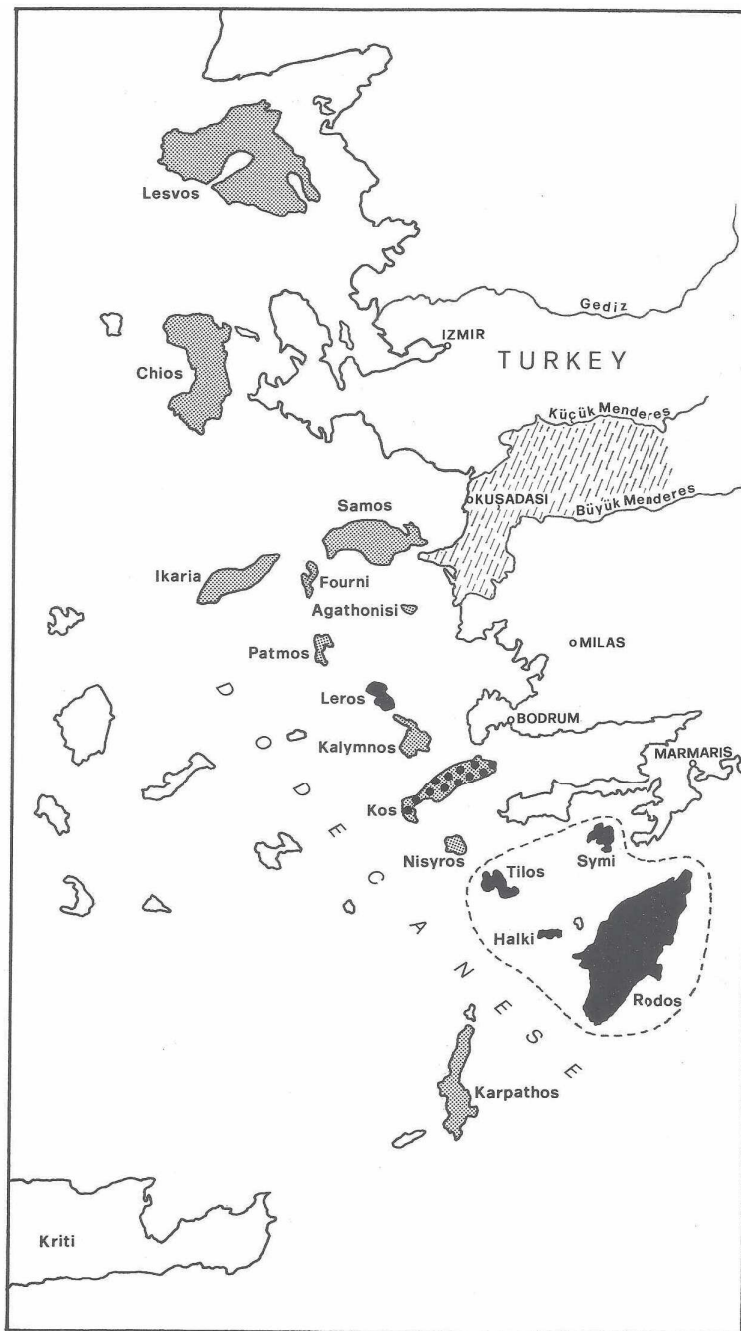 Lesvos
Gediz
IZMIR
TURKEY
Chios
Küçük Menderes
KUSADASI
Büyük Menderes
Samos
Ikaria
Fourni
Agathonisi
MILAS
Patmos
Leros
BODRUM
Kalymnos
MARMARIS
Kos
DODECANESE
Nisyros
Symi
Tilos
Halki
Rodos
Karpathos
Kriti